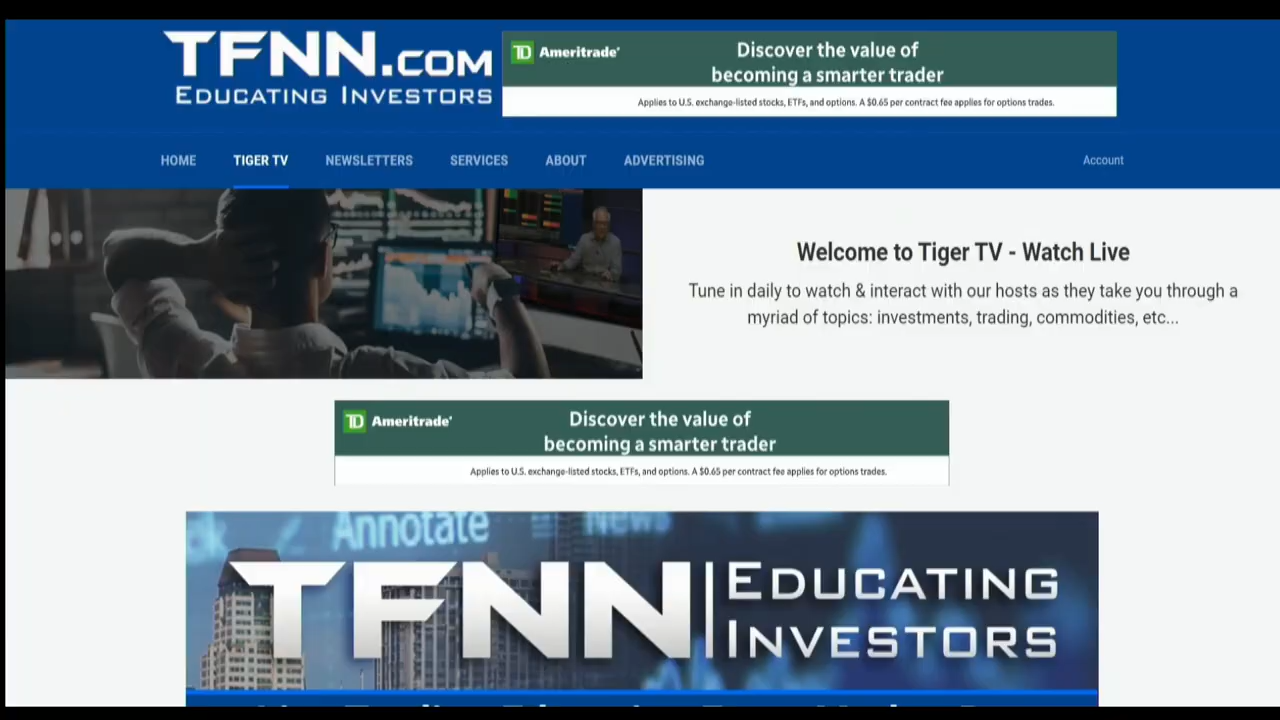 TFNN.COM
EDUCATING INVESTORS
TD Ameritrade
Discover the value of
becoming a smarter trader
Applies to U.S. exchange-listed stocks, ETFs, and options. A $0.65 per contract fee applies for options trades.
HOME TIGER TV NEWSLETTERS SERVICES ABOUT ADVERTISING Account
Welcome to Tiger TV - Watch Live
Tune in daily to watch & interact with our hosts as they take you through a
myriad of topics: investments, trading, commodities, etc...
TD Ameritrade
Discover the value of
becoming a smarter trader
Applies to U.S. exchange-listed stocks, ETFs, and options. A $0.65 per contract fee applies for options trades.
Annotate News
TFNN EDUCATING
INVESTORS